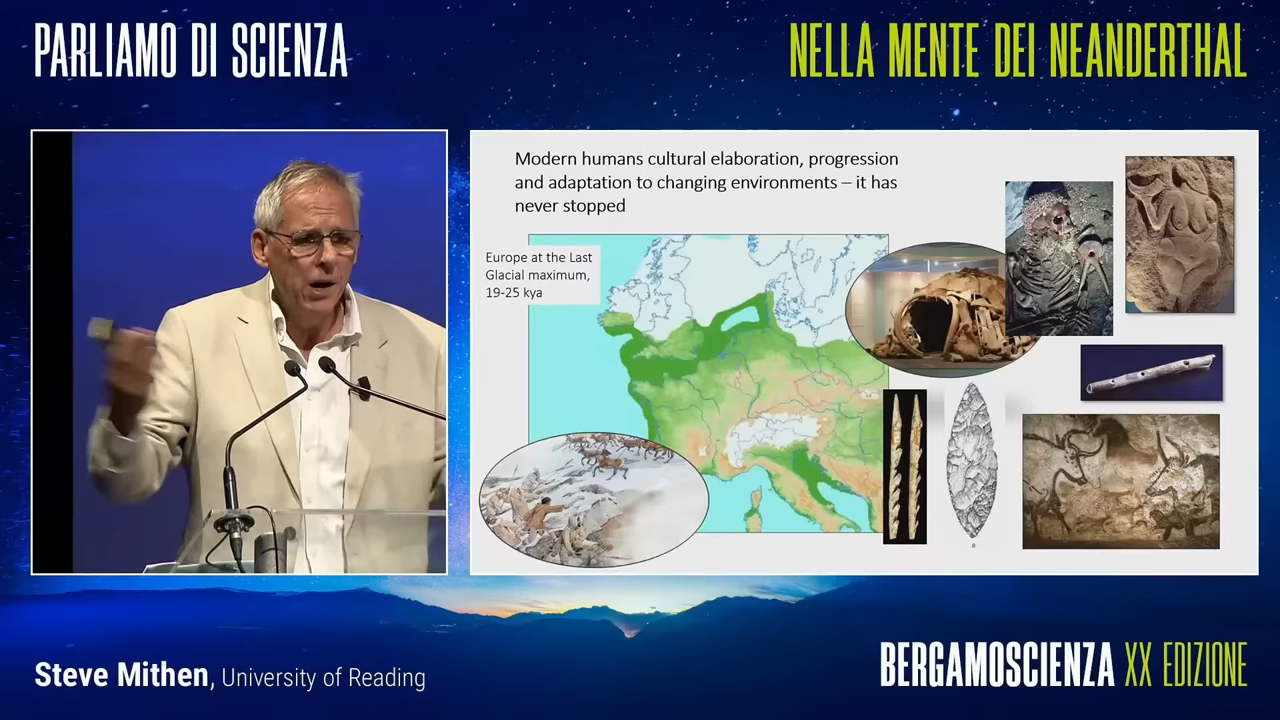 PARLIAMO DI SCIENZA
NELLA MENTE DEI NEANDERTHAL
Modern humans cultural elaboration, progression
and adaptation to changing environments – it has
never stopped
Europe at the Last
Glacial maximum,
19-25 kya
Steve Mithen, University of Reading
BERGAMOSCIENZA XX EDIZIONE